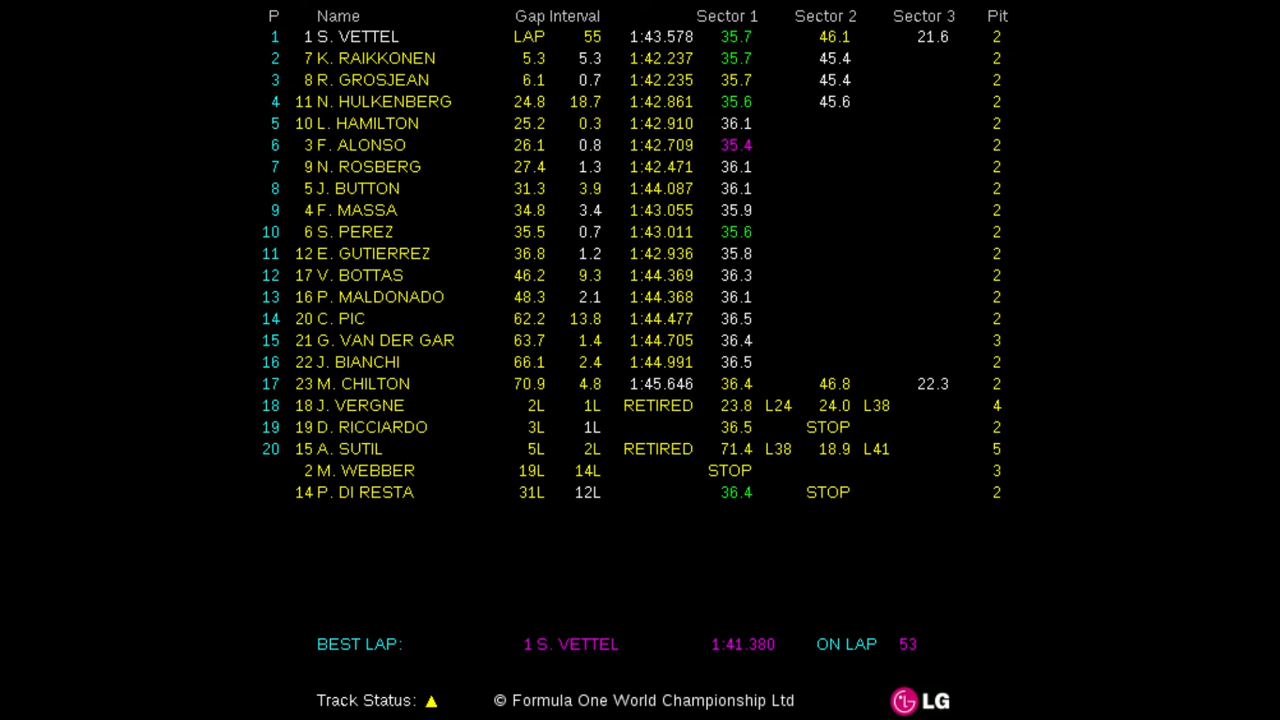 P Name Gap Interval Sector 1 Sector 2 Sector 3 Pit
1 1 S. VETTEL LAP 55 1:43.578 35.7 46.1 21.6 2
2 7 K. RAIKKONEN 5.3 5.3 1:42.237 35.7 45.4 2
3 8 R. GROSJEAN 6.1 0.7 1:42.235 35.7 45.4 2
4 11 N. HULKENBERG 24.8 18.7 1:42.861 35.6 45.6 2
5 10 L. HAMILTON 25.2 0.3 1:42.910 36.1 2
6 3 F. ALONSO 26.1 0.8 1:42.709 35.4 2
7 9 N. ROSBERG 27.4 1.3 1:42.471 36.1 2
8 5 J. BUTTON 31.3 3.9 1:44.087 36.1 2
9 4 F. MASSA 34.8 3.4 1:43.055 35.9 2
10 6 S. PEREZ 35.5 0.7 1:43.011 35.6 2
11 12 E. GUTIERREZ 36.8 1.2 1:42.936 35.8 2
12 17 V. BOTTAS 46.2 9.3 1:44.369 36.3 2
13 16 P. MALDONADO 48.3 2.1 1:44.368 36.1 2
14 20 C. PIC 62.2 13.8 1:44.477 36.5 2
15 21 G. VAN DER GAR 63.7 1.4 1:44.705 36.4 3
16 22 J. BIANCHI 66.1 2.4 1:44.991 36.5 2
17 23 M. CHILTON 70.9 4.8 1:45.646 36.4 46.8 22.3 2
18 18 J. VERGNE 2L 1L RETIRED 23.8 L24 24.0 L38 4
19 19 D. RICCIARDO 3L 1L 36.5 STOP 2
20 15 A. SUTIL 5L 2L RETIRED 71.4 L38 18.9 L41 5
2 M. WEBBER 19L 14L STOP 3
14 P. DI RESTA 31L 12L 36.4 STOP 2
BEST LAP: 1 S. VETTEL 1:41.380 ON LAP 53
Track Status: © Formula One World Championship Ltd LG